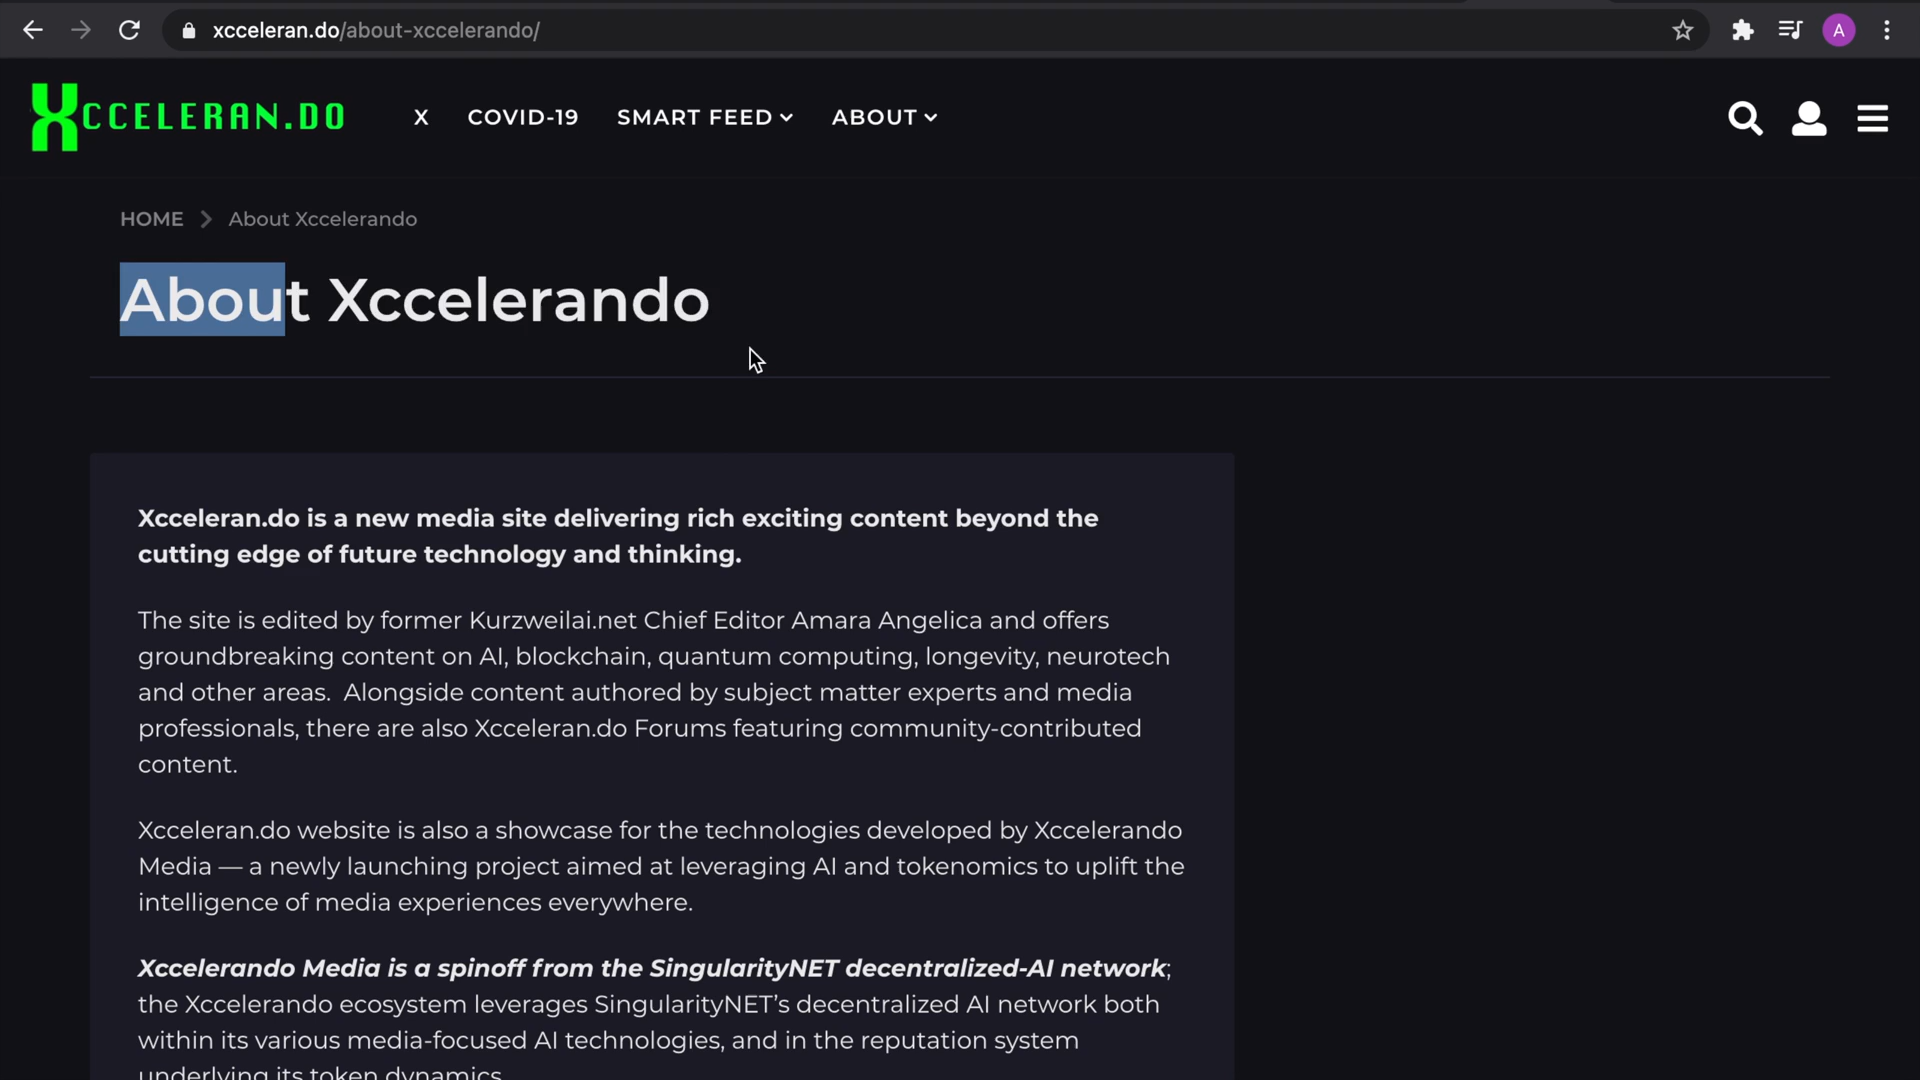 xcceleran.do/about-xccelerando/
A
XCCELERAN.DO
X COVID-19 SMART FEED ABOUT
HOME About Xccelerando
About Xccelerando
Xcceleran.do is a new media site delivering rich exciting content beyond the
cutting edge of future technology and thinking.
The site is edited by former Kurzweilai.net Chief Editor Amara Angelica and offers
groundbreaking content on AI, blockchain, quantum computing, longevity, neurotech
and other areas.  Alongside content authored by subject matter experts and media
professionals, there are also Xcceleran.do Forums featuring community-contributed
content.
Xcceleran.do website is also a showcase for the technologies developed by Xccelerando
Media — a newly launching project aimed at leveraging AI and tokenomics to uplift the
intelligence of media experiences everywhere.
Xccelerando Media is a spinoff from the SingularityNET decentralized-AI network;
the Xccelerando ecosystem leverages SingularityNET’s decentralized AI network both
within its various media-focused AI technologies, and in the reputation system
underlying its token dynamics.